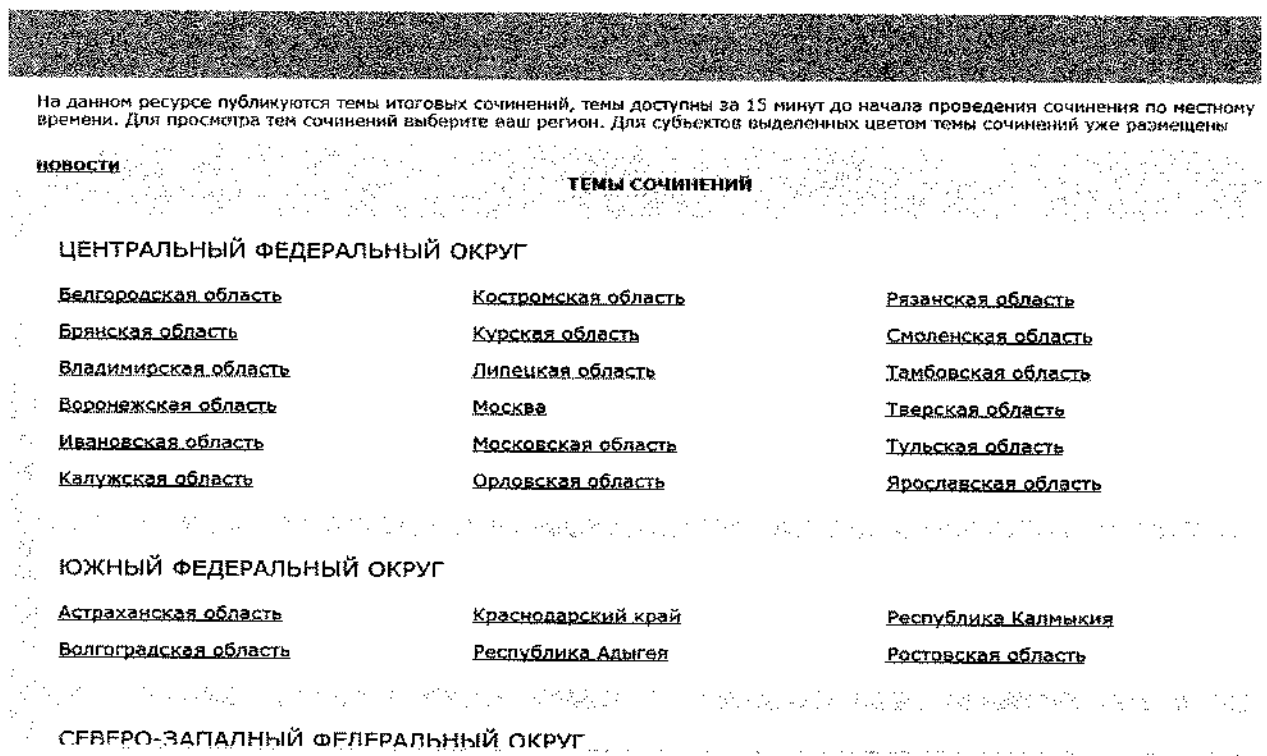 На данном ресурсе публикуются темы итоговых сочинений, темы доступны за 15 минут до начала проведения сочинения по местному
времени. Для просмотра тем сочинений выберите ваш регион. Для субъектов выделенных цветом темы сочинений уже размещены
НОВОСТИ
ТЕМЫ СОЧИНЕНИЙ
ЦЕНТРАЛЬНЫЙ ФЕДЕРАЛЬНЫЙ ОКРУГ
Белгородская область Костромская область Рязанская область
Брянская область Курская область Смоленская область
Владимирская область Липецкая область Тамбовская область
Воронежская область Москва Тверская область
Ивановская область Московская область Тульская область
Калужская область Орловская область Ярославская область
ЮЖНЫЙ ФЕДЕРАЛЬНЫЙ ОКРУГ
Астраханская область Краснодарский край Республика Калмыкия
Волгоградская область Республика Адыгея Ростовская область
СЕВЕРО-ЗАПАДНЫЙ ФЕДЕРАЛЬНЫЙ ОКРУГ